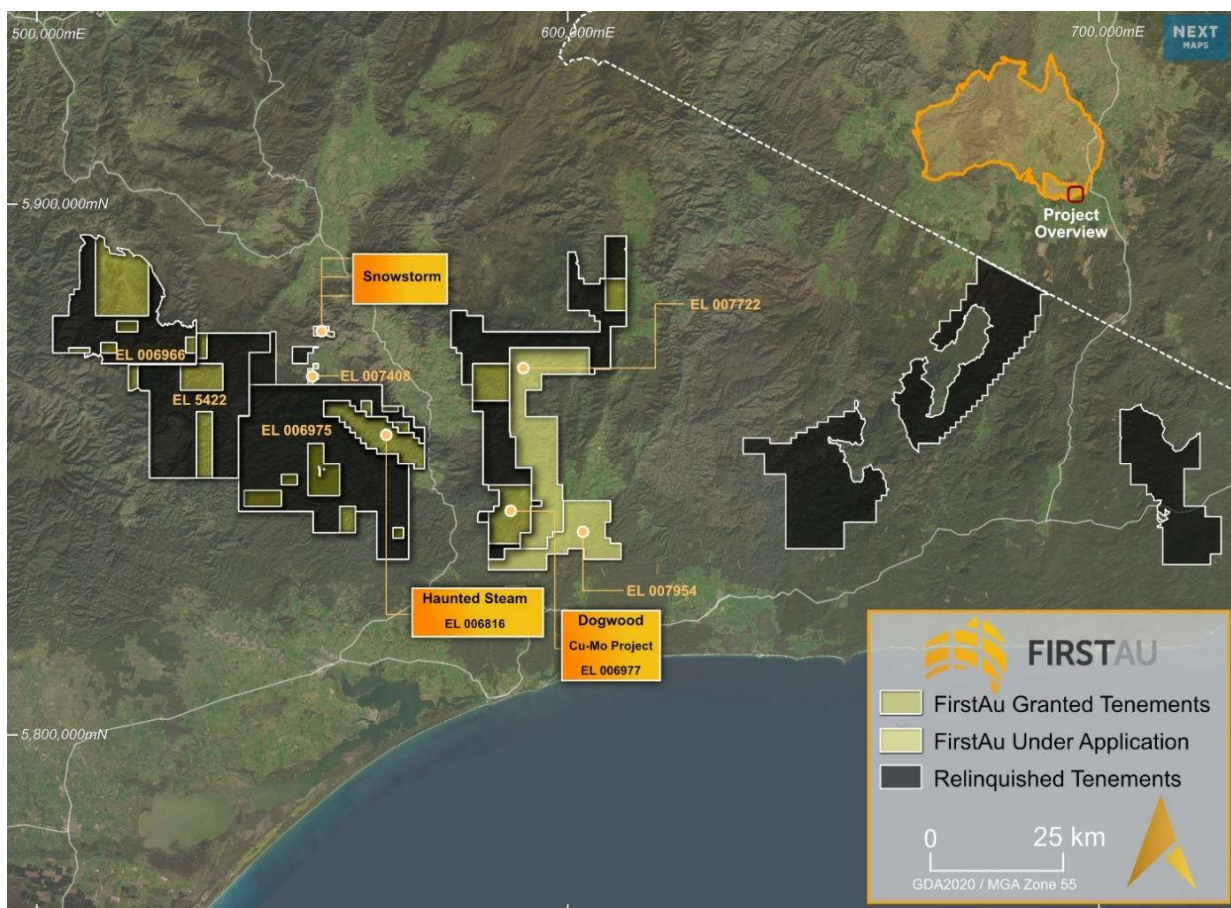 500,000mE
600,000mE
700,000mE
NEXT
MAPS
5,900,000mN
Project
Overview
Snowstorm
EL 007722
EL 006966
EL 007408
EL 5422
EL 006975
EL 007954
Haunted Steam
EL 006816
Dogwood
Cu-Mo Project
EL 006977
5,800,000mN
FIRSTAU
FirstAu Granted Tenements
FirstAu Under Application
Relinquished Tenements
0 25 km
GDA2020 / MGA Zone 55